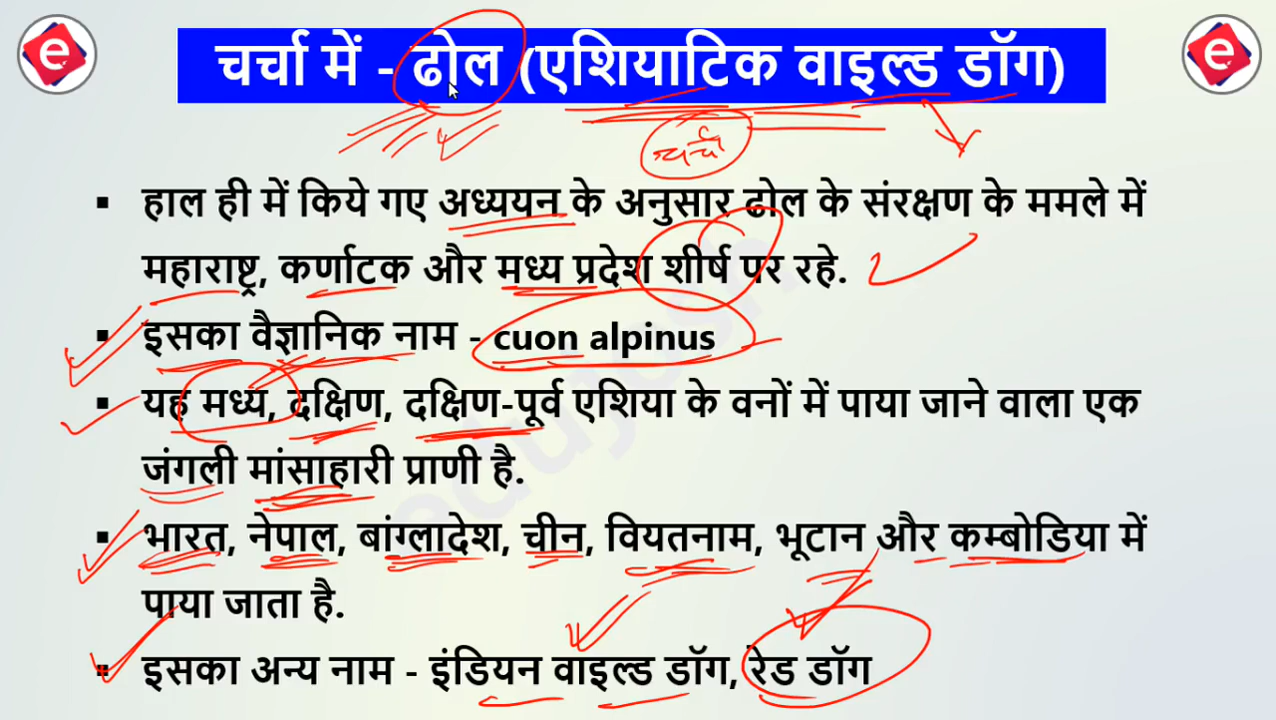 चर्चा में - ढोल (एशियाटिक वाइल्ड डॉग)
चर्चा
▪ हाल ही में किये गए अध्ययन के अनुसार ढोल के संरक्षण के ममले में
महाराष्ट्र, कर्णाटक और मध्य प्रदेश शीर्ष पर रहे.
▪ इसका वैज्ञानिक नाम - cuon alpinus
▪ यह मध्य, दक्षिण, दक्षिण-पूर्व एशिया के वनों में पाया जाने वाला एक
जंगली मांसाहारी प्राणी है.
▪ भारत, नेपाल, बांग्लादेश, चीन, वियतनाम, भूटान और कम्बोडिया में
पाया जाता है.
▪ इसका अन्य नाम - इंडियन वाइल्ड डॉग, रेड डॉग